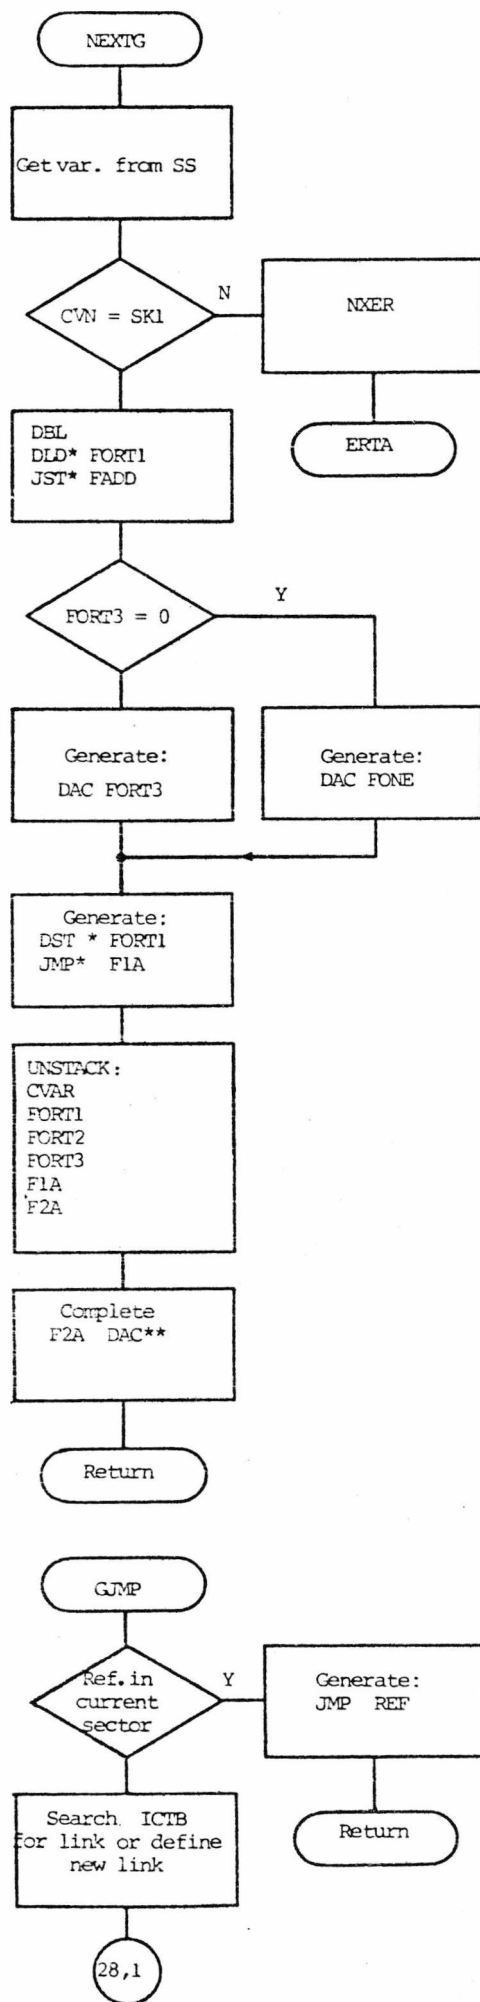 NEXTG
Get var. from SS
CVN = SK1
N
NXER
ERTA
DBL
DLD* FORT1
JST* FADD
FORT3 = 0
Y
Generate:
DAC FORT3
Generate:
DAC FONE
Generate:
DST * FORT1
JMP* F1A
UNSTACK:
CVAR
FORT1
FORT2
FORT3
F1A
F2A
Complete
F2A DAC**
Return
GJMP
Ref. in
current
sector
Y
Generate:
JMP REF
Return
Search ICTB
for link or define
new link
28,1